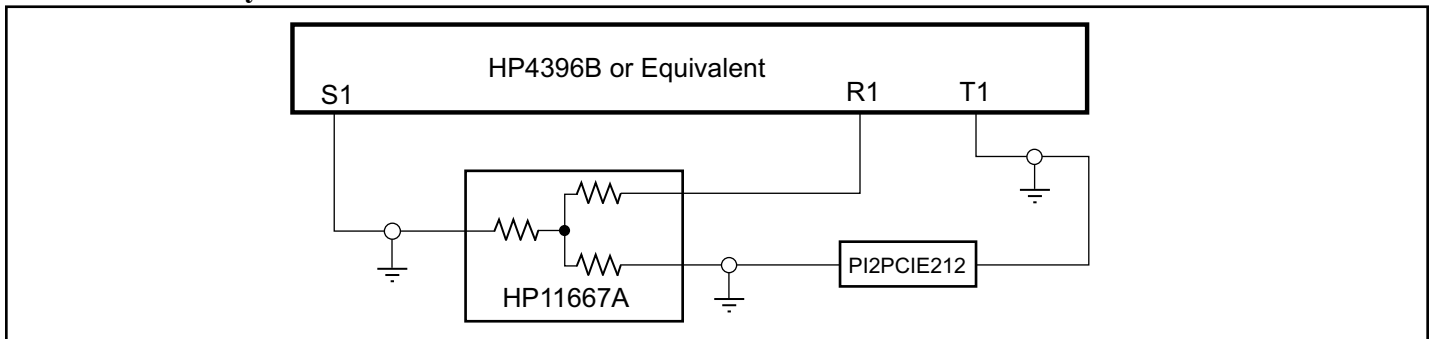 HP4396B or Equivalent
S1
R1
T1
PI2PCIE212
HP11667A